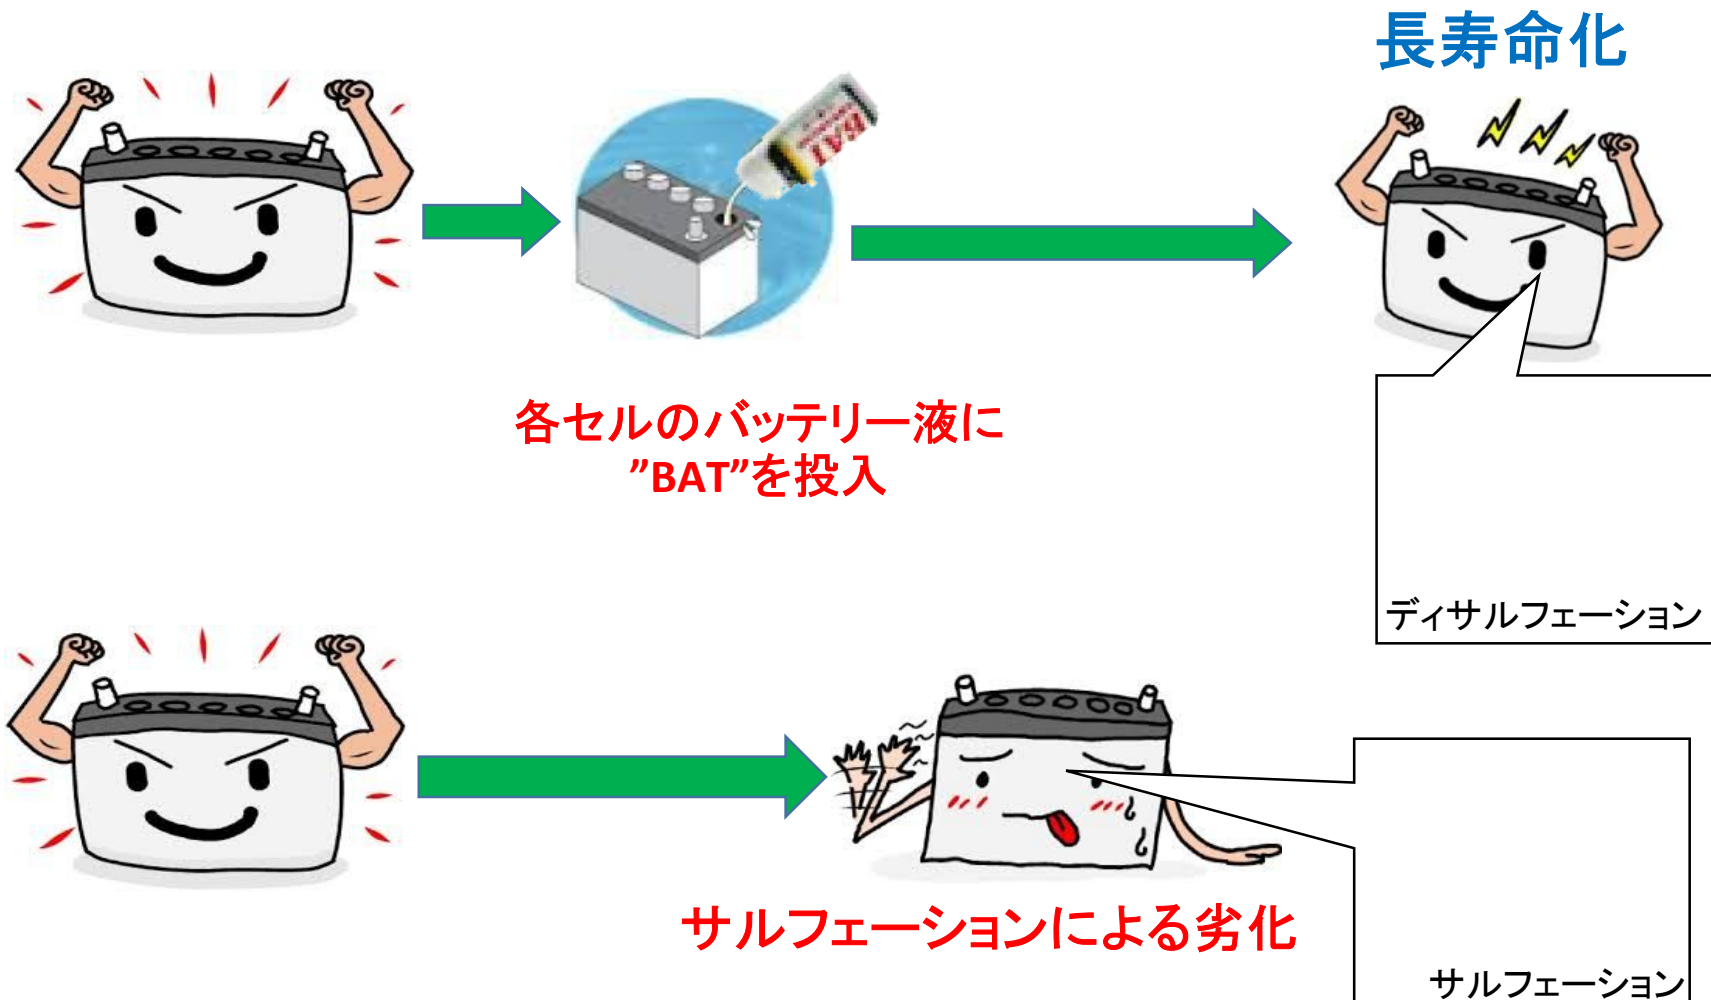 長寿命化
BAT
各セルのバッテリー液に
”BAT”を投入
ディサルフェーション
サルフェーションによる劣化
サルフェーション